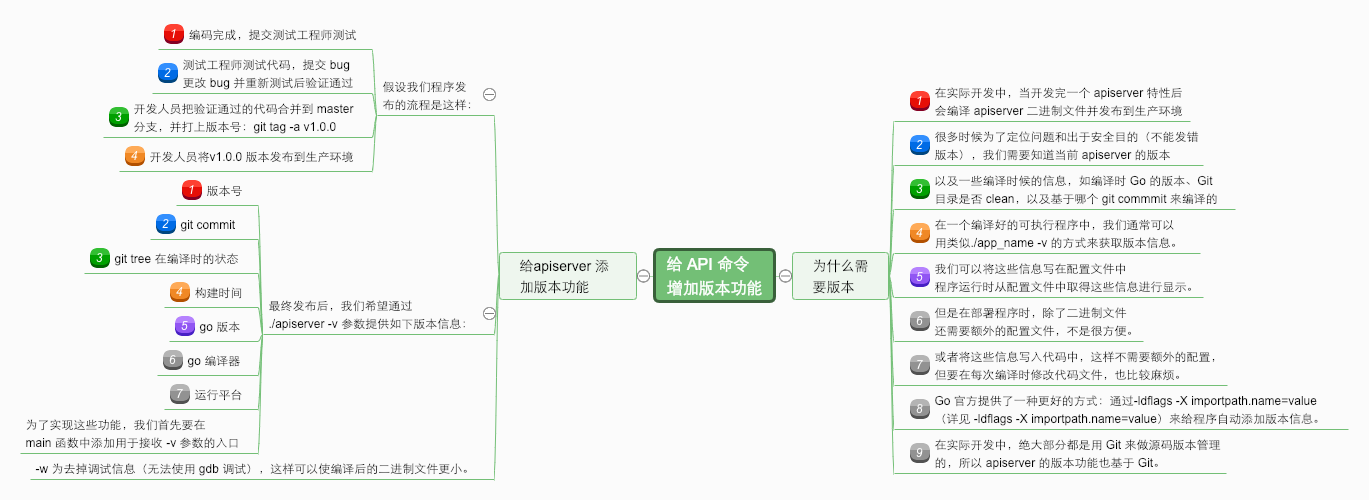 给 API 命令
增加版本功能
为什么需
要版本
1 在实际开发中，当开发完一个 apiserver 特性后
会编译 apiserver 二进制文件并发布到生产环境
2 很多时候为了定位问题和出于安全目的（不能发错
版本），我们需要知道当前 apiserver 的版本
3 以及一些编译时候的信息，如编译时 Go 的版本、Git
目录是否 clean，以及基于哪个 git commmit 来编译的
4 在一个编译好的可执行程序中，我们通常可以
用类似./app_name -v 的方式来获取版本信息。
5 我们可以将这些信息写在配置文件中
程序运行时从配置文件中取得这些信息进行显示。
6 但是在部署程序时，除了二进制文件
还需要额外的配置文件，不是很方便。
7 或者将这些信息写入代码中，这样不需要额外的配置，
但要在每次编译时修改代码文件，也比较麻烦。
8 Go 官方提供了一种更好的方式：通过-ldflags -X importpath.name=value
（详见 -ldflags -X importpath.name=value）来给程序自动添加版本信息。
9 在实际开发中，绝大部分都是用 Git 来做源码版本管理
的，所以 apiserver 的版本功能也基于 Git。
给apiserver 添
加版本功能
假设我们程序发
布的流程是这样：
1 编码完成，提交测试工程师测试
2 测试工程师测试代码，提交 bug
更改 bug 并重新测试后验证通过
3 开发人员把验证通过的代码合并到 master
分支，并打上版本号：git tag -a v1.0.0
4 开发人员将v1.0.0 版本发布到生产环境
最终发布后，我们希望通过
./apiserver -v 参数提供如下版本信息：
1 版本号
2 git commit
3 git tree 在编译时的状态
4 构建时间
5 go 版本
6 go 编译器
7 运行平台
为了实现这些功能，我们首先要在
main 函数中添加用于接收 -v 参数的入口
-w 为去掉调试信息（无法使用 gdb 调试），这样可以使编译后的二进制文件更小。